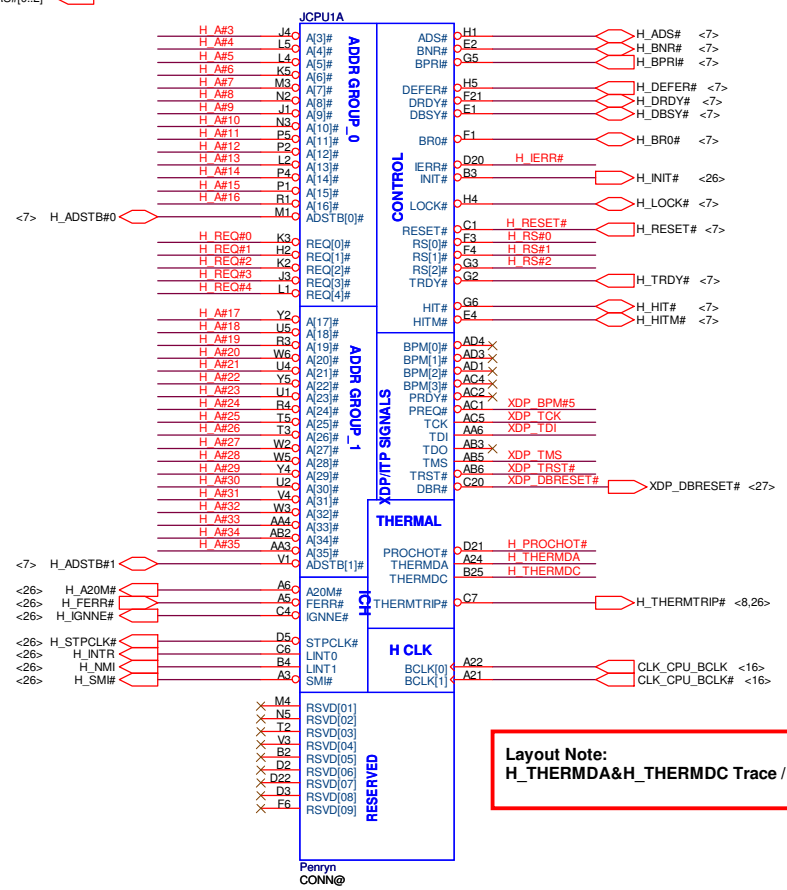 JCPU1A
H_A#3 J4 A[3]#
H_A#4 L5 A[4]#
H_A#5 L4 A[5]#
H_A#6 K5 A[6]#
H_A#7 M3 A[7]#
H_A#8 N2 A[8]#
H_A#9 J1 A[9]#
H_A#10 N3 A[10]#
H_A#11 P5 A[11]#
H_A#12 P2 A[12]#
H_A#13 L2 A[13]#
H_A#14 P4 A[14]#
H_A#15 P1 A[15]#
H_A#16 R1 A[16]#
<7> H_ADSTB#0 M1 ADSTB[0]#
ADDR GROUP_0
H_REQ#0 K3 REQ[0]#
H_REQ#1 H2 REQ[1]#
H_REQ#2 K2 REQ[2]#
H_REQ#3 J3 REQ[3]#
H_REQ#4 L1 REQ[4]#
H_A#17 Y2 A[17]#
H_A#18 U5 A[18]#
H_A#19 R3 A[19]#
H_A#20 W6 A[20]#
H_A#21 U4 A[21]#
H_A#22 Y5 A[22]#
H_A#23 U1 A[23]#
H_A#24 R4 A[24]#
H_A#25 T5 A[25]#
H_A#26 T3 A[26]#
H_A#27 W2 A[27]#
H_A#28 W5 A[28]#
H_A#29 Y4 A[29]#
H_A#30 U2 A[30]#
H_A#31 V4 A[31]#
H_A#32 W3 A[32]#
H_A#33 AA4 A[33]#
H_A#34 AB2 A[34]#
H_A#35 AA3 A[35]#
<7> H_ADSTB#1 V1 ADSTB[1]#
ADDR GROUP_1
<26> H_A20M# A6 A20M#
<26> H_FERR# A5 FERR#
<26> H_IGNNE# C4 IGNNE#
ICH
<26> H_STPCLK# D5 STPCLK#
<26> H_INTR C6 LINT0
<26> H_NMI B4 LINT1
<26> H_SMI# A3 SMI#
M4 RSVD[01]
N5 RSVD[02]
T2 RSVD[03]
V3 RSVD[04]
B2 RSVD[05]
D2 RSVD[06]
D22 RSVD[07]
D3 RSVD[08]
F6 RSVD[09]
RESERVED
Penryn
CONN@
CONTROL
ADS# H1 H_ADS# <7>
BNR# E2 H_BNR# <7>
BPRI# G5 H_BPRI# <7>
DEFER# H5 H_DEFER# <7>
DRDY# F21 H_DRDY# <7>
DBSY# E1 H_DBSY# <7>
BR0# F1 H_BR0# <7>
IERR# D20 H_IERR#
INIT# B3 H_INIT# <26>
LOCK# H4 H_LOCK# <7>
RESET# C1 H_RESET# H_RESET# <7>
RS[0]# F3 H_RS#0
RS[1]# F4 H_RS#1
RS[2]# G3 H_RS#2
TRDY# G2 H_TRDY# <7>
HIT# G6 H_HIT# <7>
HITM# E4 H_HITM# <7>
XDP/ITP SIGNALS
BPM[0]# AD4
BPM[1]# AD3
BPM[2]# AD1
BPM[3]# AC4
PRDY# AC2
PREQ# AC1 XDP_BPM#5
TCK AC5 XDP_TCK
TDI AA6 XDP_TDI
TDO AB3
TMS AB5 XDP_TMS
TRST# AB6 XDP_TRST#
DBR# C20 XDP_DBRESET# XDP_DBRESET# <27>
THERMAL
PROCHOT# D21 H_PROCHOT#
THERMDA A24 H_THERMDA
THERMDC B25 H_THERMDC
THERMTRIP# C7 H_THERMTRIP# <8,26>
H CLK
BCLK[0] A22 CLK_CPU_BCLK <16>
BCLK[1] A21 CLK_CPU_BCLK# <16>
Layout Note:
H_THERMDA&H_THERMDC Trace /